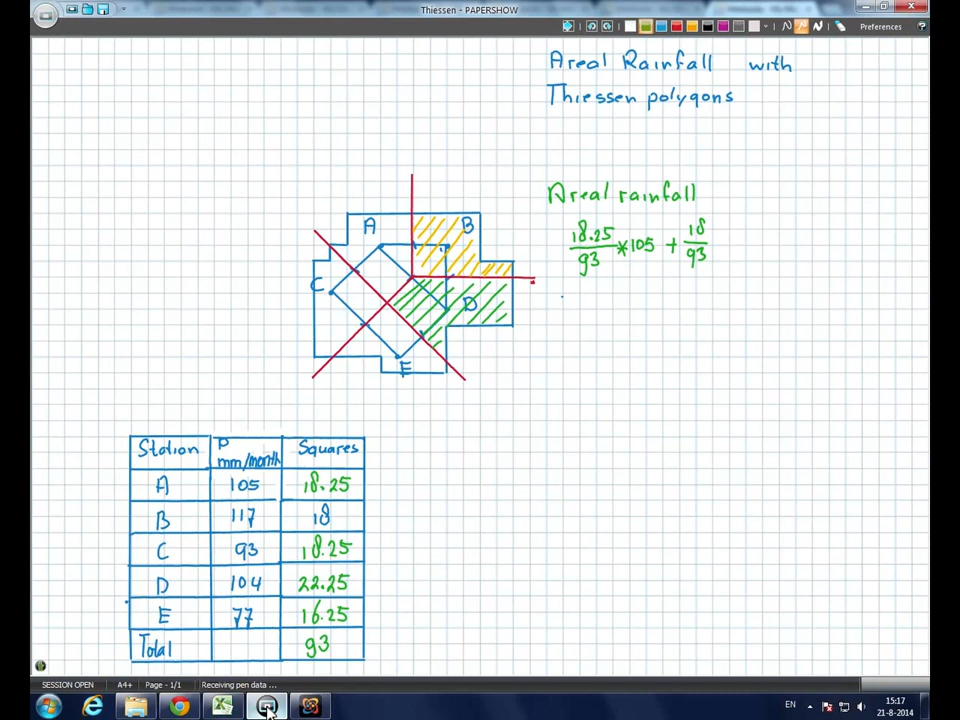 Thiessen - PAPERSHOW
Preferences
Areal Rainfall with
Thiessen polygons
Areal rainfall
18.25/93 * 105 + 18/93
A
B
C
D
E
Station P mm/month Squares
A 105 18.25
B 117 18
C 93 18.25
D 104 22.25
E 77 16.25
Total 93
SESSION OPEN A4+ Page - 1/1 Receiving pen data ...
EN 15:17
21-8-2014